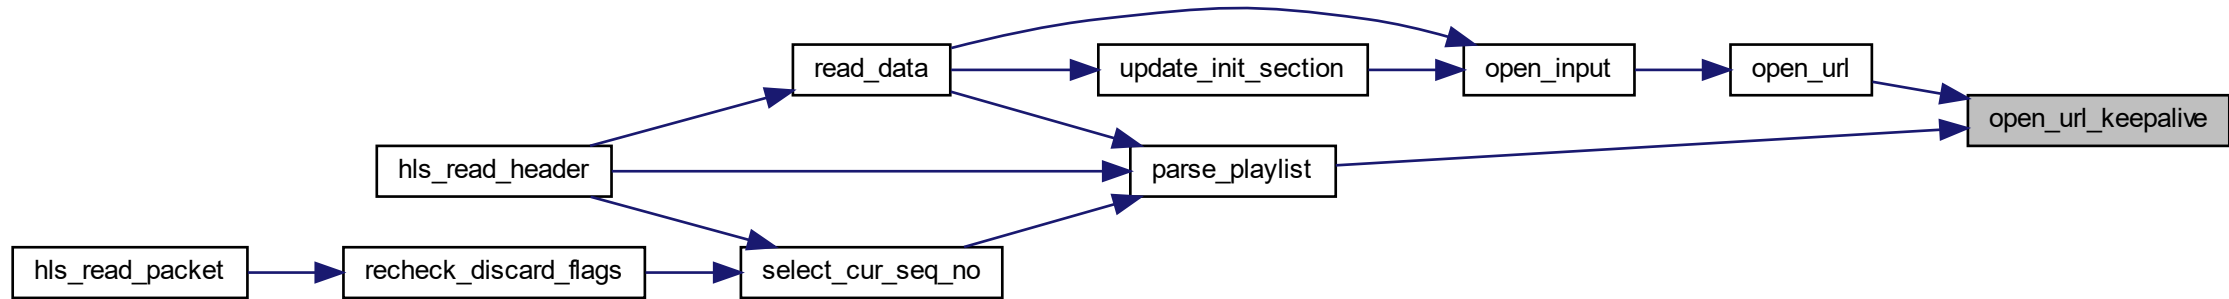 read_data
update_init_section
open_input
open_url
open_url_keepalive
hls_read_header
parse_playlist
hls_read_packet
recheck_discard_flags
select_cur_seq_no